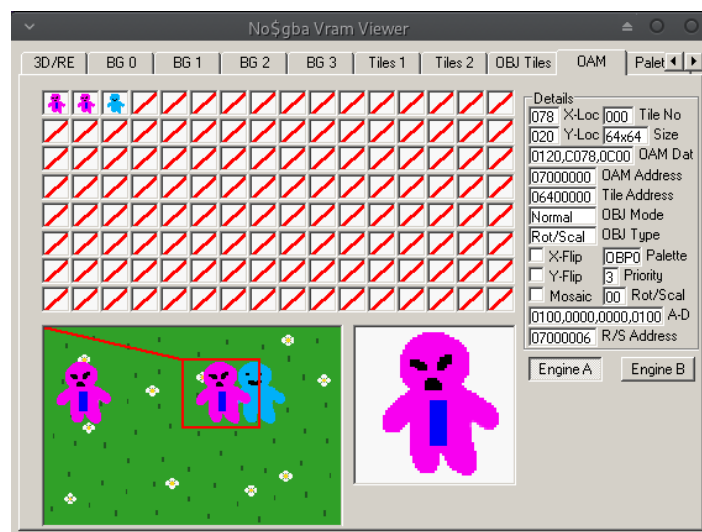 No$gba Vram Viewer
3D/RE BG 0 BG 1 BG 2 BG 3 Tiles 1 Tiles 2 OBJ Tiles OAM Palet
Details
078 X-Loc 000 Tile No
020 Y-Loc 64x64 Size
0120,C078,0C00 OAM Dat
07000000 OAM Address
06400000 Tile Address
Normal OBJ Mode
Rot/Scal OBJ Type
X-Flip OBP0 Palette
Y-Flip 3 Priority
Mosaic 00 Rot/Scal
0100,0000,0000,0100 A-D
07000006 R/S Address
Engine A Engine B